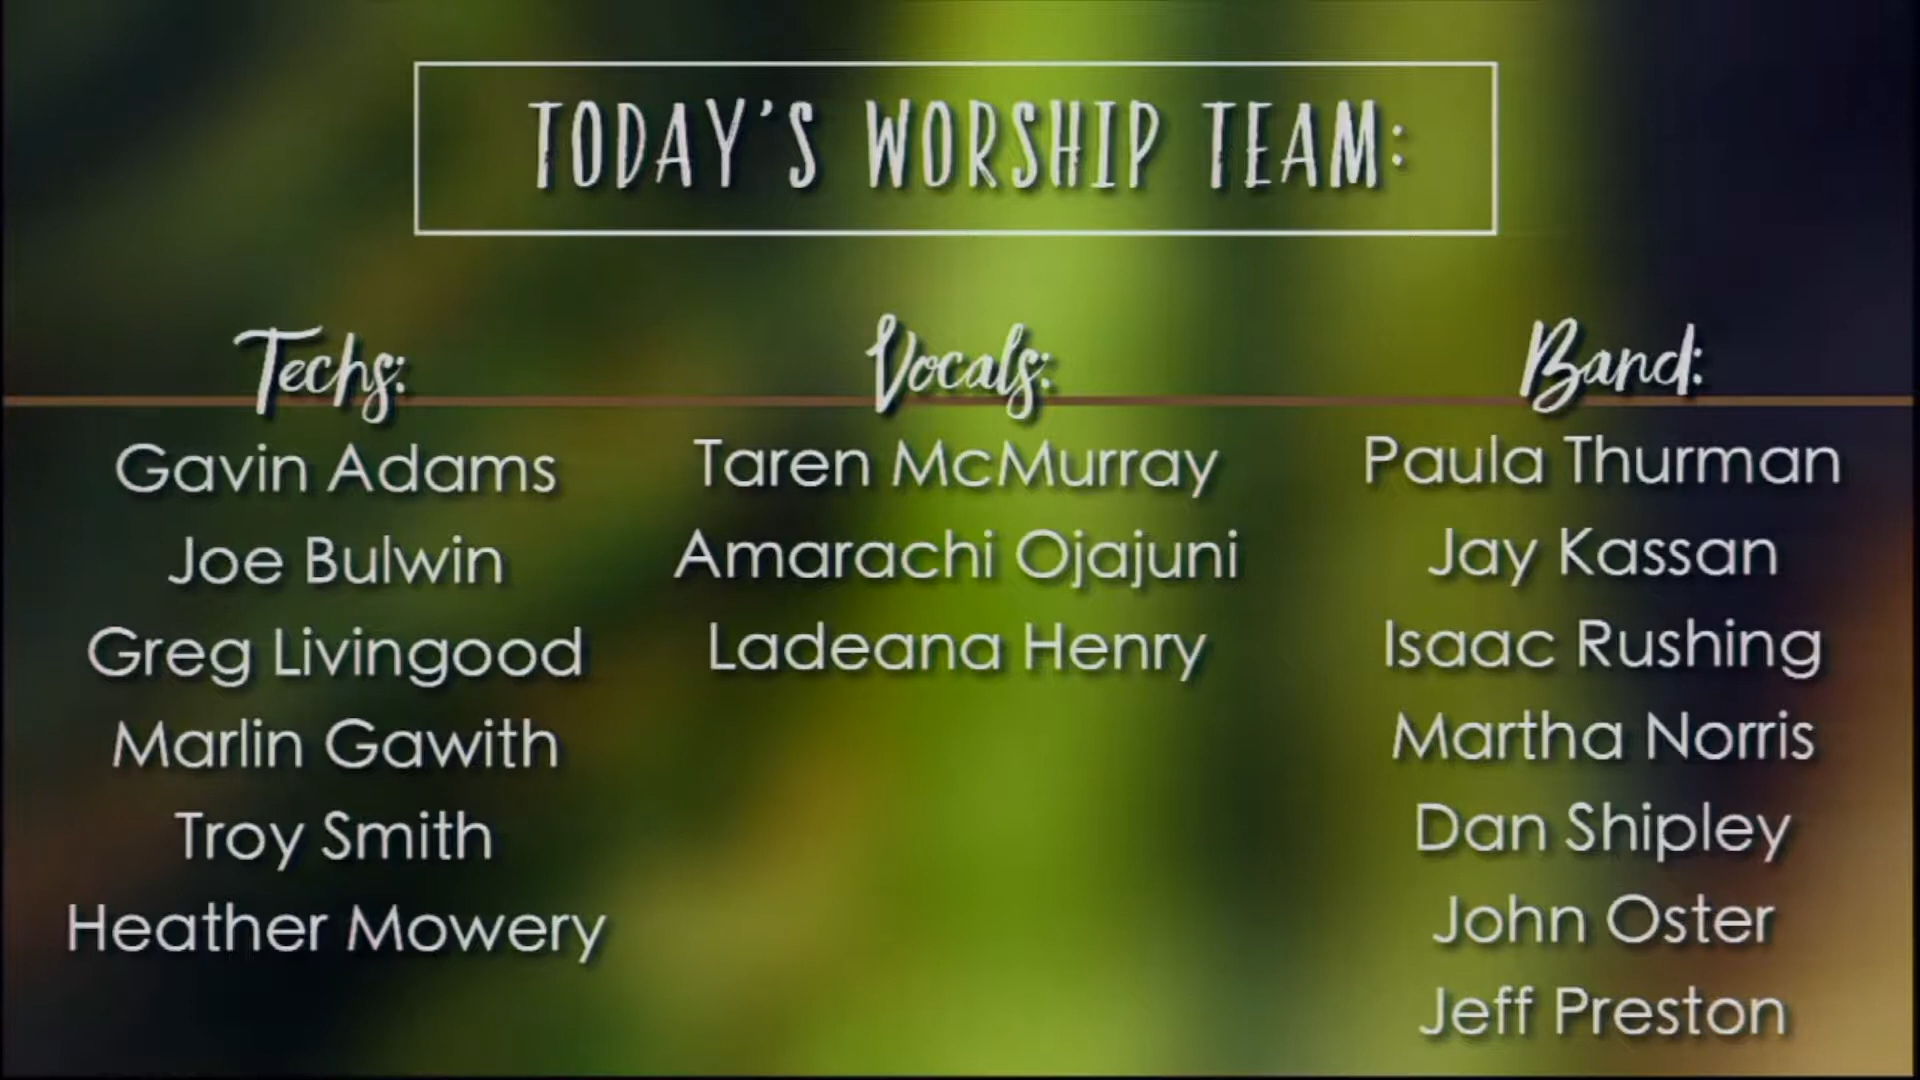 TODAY'S WORSHIP TEAM:
Techs:
Gavin Adams
Joe Bulwin
Greg Livingood
Marlin Gawith
Troy Smith
Heather Mowery
Vocals:
Taren McMurray
Amarachi Ojajuni
Ladeana Henry
Band:
Paula Thurman
Jay Kassan
Isaac Rushing
Martha Norris
Dan Shipley
John Oster
Jeff Preston